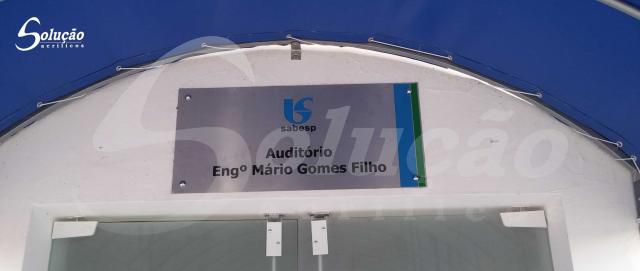 Solução
acrílicos
sabesp
Auditório
Engº Mário Gomes Filho
Solução